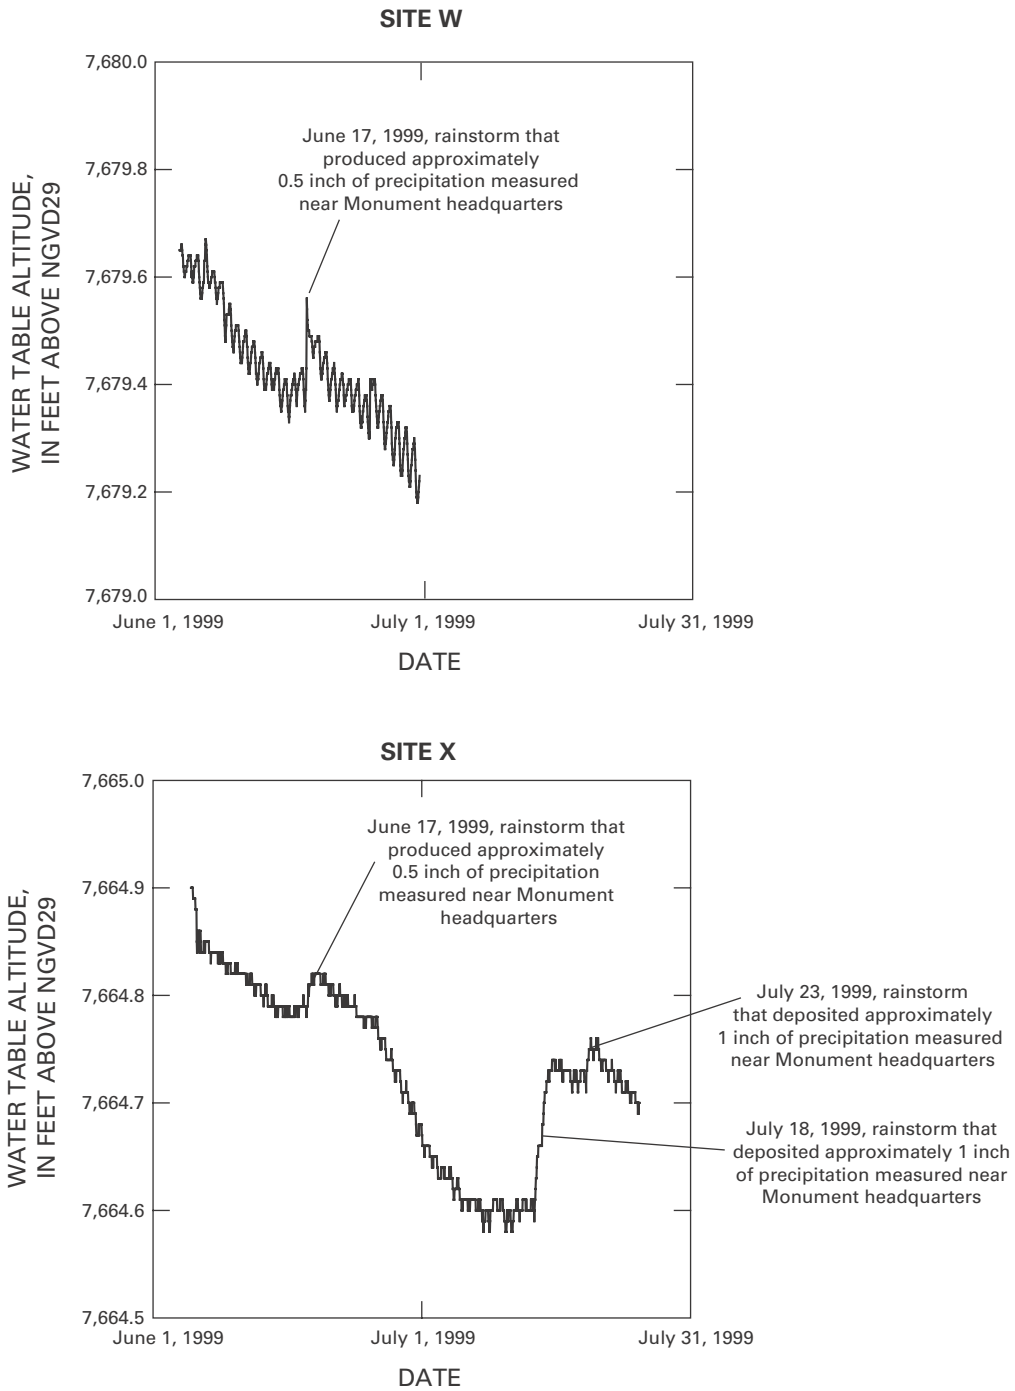 SITE W
WATER TABLE ALTITUDE,
IN FEET ABOVE NGVD29
7,680.0
7,679.8
7,679.6
7,679.4
7,679.2
7,679.0
June 17, 1999, rainstorm that
produced approximately
0.5 inch of precipitation measured
near Monument headquarters
June 1, 1999
July 1, 1999
July 31, 1999
DATE
SITE X
WATER TABLE ALTITUDE,
IN FEET ABOVE NGVD29
7,665.0
7,664.9
7,664.8
7,664.7
7,664.6
7,664.5
June 17, 1999, rainstorm that
produced approximately
0.5 inch of precipitation
measured near Monument
headquarters
July 23, 1999, rainstorm
that deposited approximately
1 inch of precipitation measured
near Monument headquarters
July 18, 1999, rainstorm that
deposited approximately 1 inch
of precipitation measured near
Monument headquarters
June 1, 1999
July 1, 1999
July 31, 1999
DATE